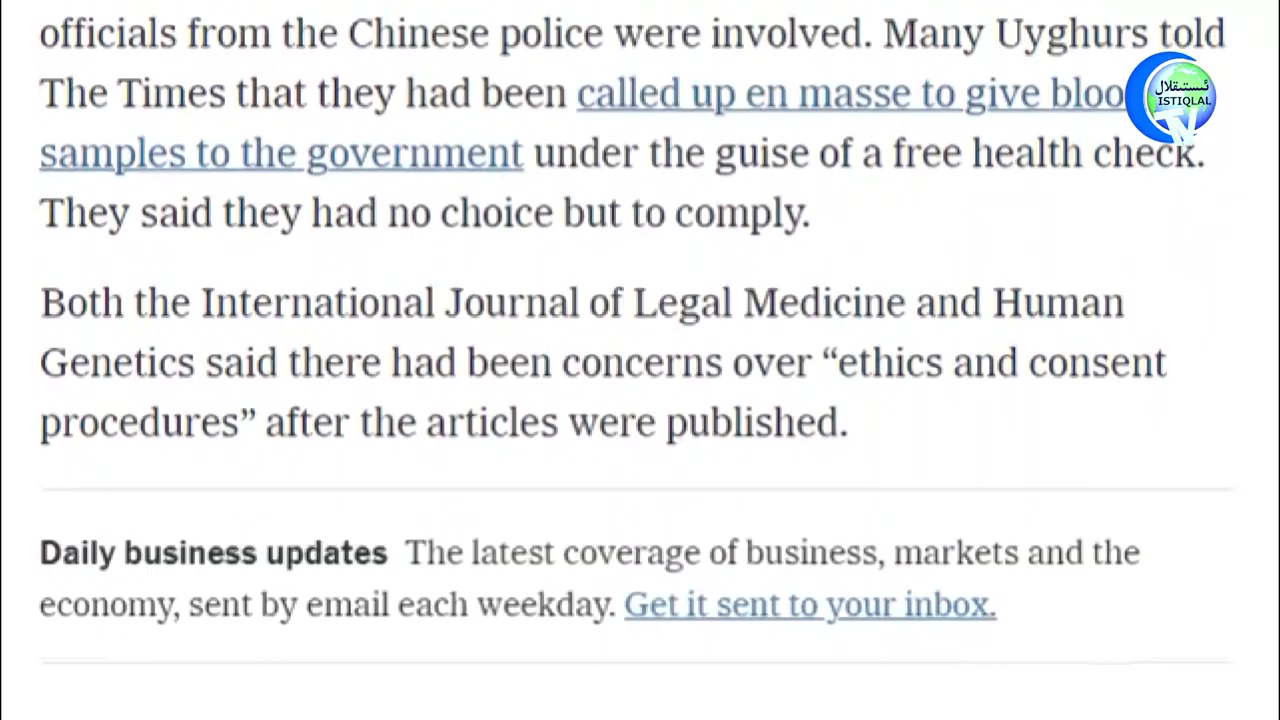 officials from the Chinese police were involved. Many Uyghurs told
The Times that they had been called up en masse to give bloo
samples to the government under the guise of a free health check.
They said they had no choice but to comply.
Both the International Journal of Legal Medicine and Human
Genetics said there had been concerns over “ethics and consent
procedures” after the articles were published.
Daily business updates The latest coverage of business, markets and the
economy, sent by email each weekday. Get it sent to your inbox.
ئىستىقلال
ISTIQLAL
TV